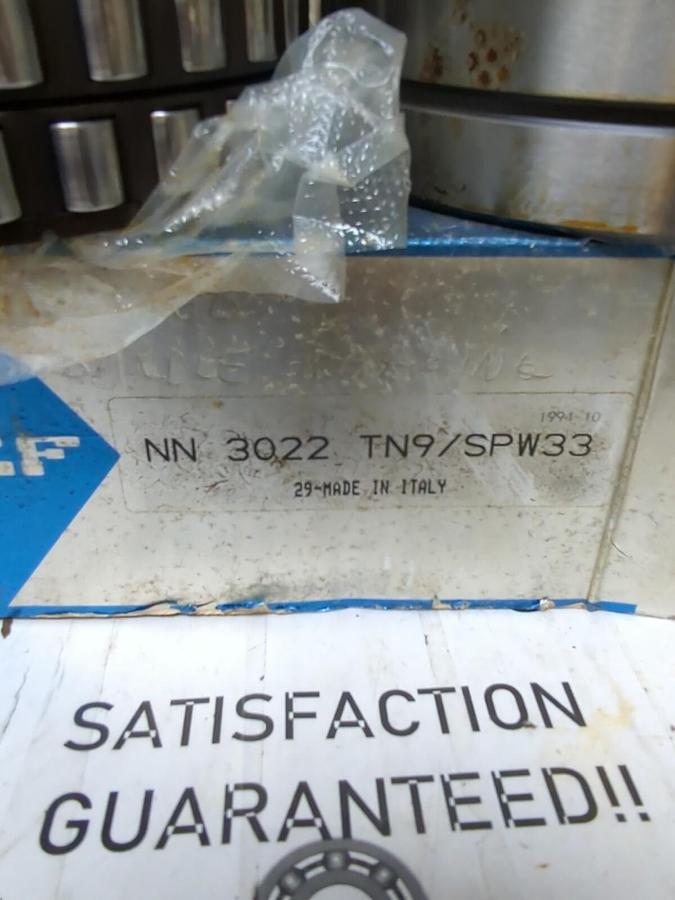 1994-10
NN 3022 TN9/SPW33
29-MADE IN ITALY
SATISFACTION
GUARANTEED!!